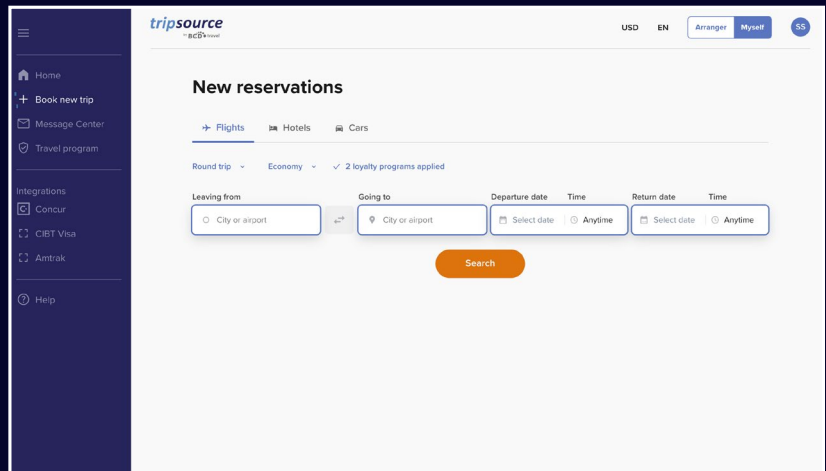 tripsource
by BCD travel
USD EN Arranger Myself SS
Home
Book new trip
Message Center
Travel program
Integrations
Concur
CIBT Visa
Amtrak
Help
New reservations
Flights Hotels Cars
Round trip Economy 2 loyalty programs applied
Leaving from Going to Departure date Time Return date Time
City or airport City or airport Select date Anytime Select date Anytime
Search